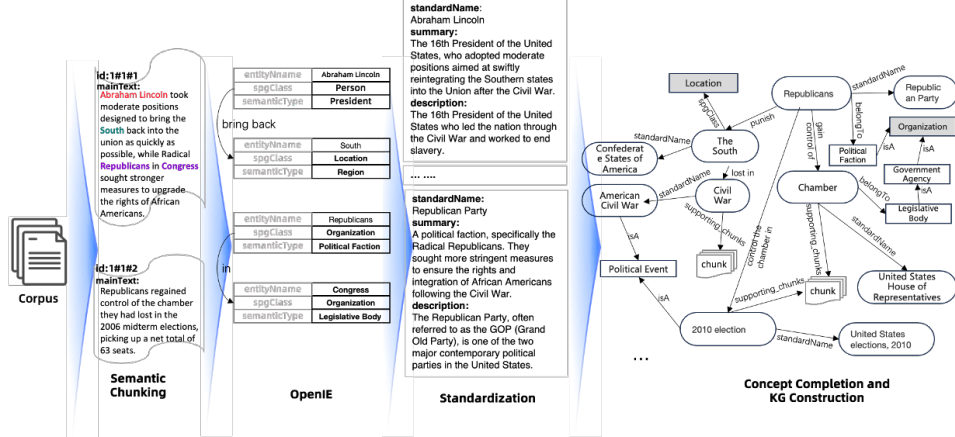 Corpus
id:1#1#1
mainText:
Abraham Lincoln took
moderate positions
designed to bring the
South back into the
union as quickly as
possible, while Radical
Republicans in Congress
sought stronger
measures to upgrade
the rights of African
Americans.
id:1#1#2
mainText:
Republicans regained
control of the chamber
they had lost in the
2006 midterm elections,
picking up a net total of
63 seats.
Semantic
Chunking
entityNname Abraham Lincoln
spgClass Person
semanticType President
bring back
entityNname South
spgClass Location
semanticType Region
entityNname Republicans
spgClass Organization
semanticType Political Faction
in
entityNname Congress
spgClass Organization
semanticType Legislative Body
OpenIE
standardName:
Abraham Lincoln
summary:
The 16th President of the United
States, who adopted moderate
positions aimed at swiftly
reintegrating the Southern states
into the Union after the Civil War.
description:
The 16th President of the United
States who led the nation through
the Civil War and worked to end
slavery.
... ....
standardName:
Republican Party
summary:
A political faction, specifically the
Radical Republicans. They
sought more stringent measures
to ensure the rights and
integration of African Americans
following the Civil War.
description:
The Republican Party, often
referred to as the GOP (Grand
Old Party), is one of the two
major contemporary political
parties in the United States.
Standardization
Location
spgClass
Republicans
standardName
Republic
an Party
punish
belongTo
Organization
isA
gain
control of
Political
Faction
isA
Government
Agency
isA
standardName
Confederat
e States of
America
The
South
lost in
Chamber
belongTo
Legislative
Body
American
Civil War
standardName
Civil
War
supporting_chunks
chunk
control the
chamber in
supporting_chunks
standardName
isA
Political Event
isA
supporting_chunks
chunk
United States
House of
Representatives
2010 election
standardName
United States
elections, 2010
...
Concept Completion and
KG Construction